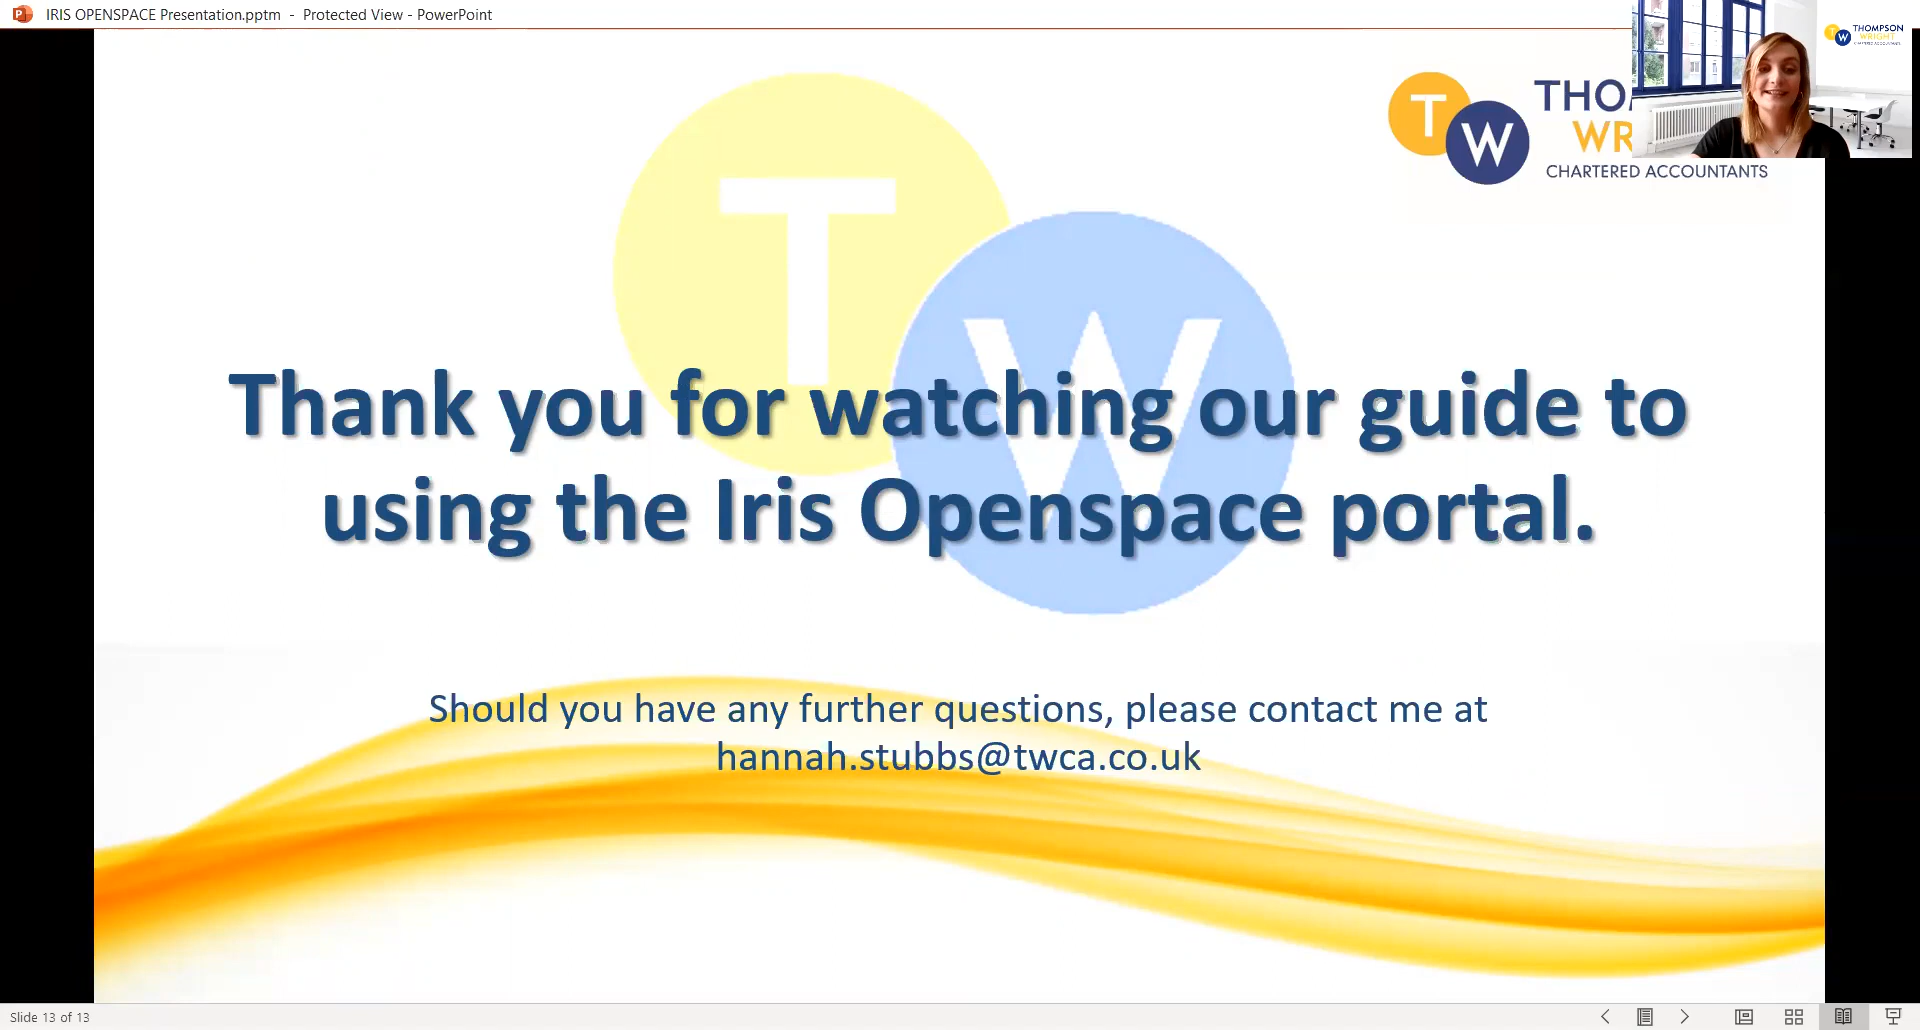 IRIS OPENSPACE Presentation.pptm - Protected View - PowerPoint
THOMPSON
WRIGHT
T W
THO
WR
CHARTERED ACCOUNTANTS
T
W
Thank you for watching our guide to
using the Iris Openspace portal.
Should you have any further questions, please contact me at
hannah.stubbs@twca.co.uk
Slide 13 of 13